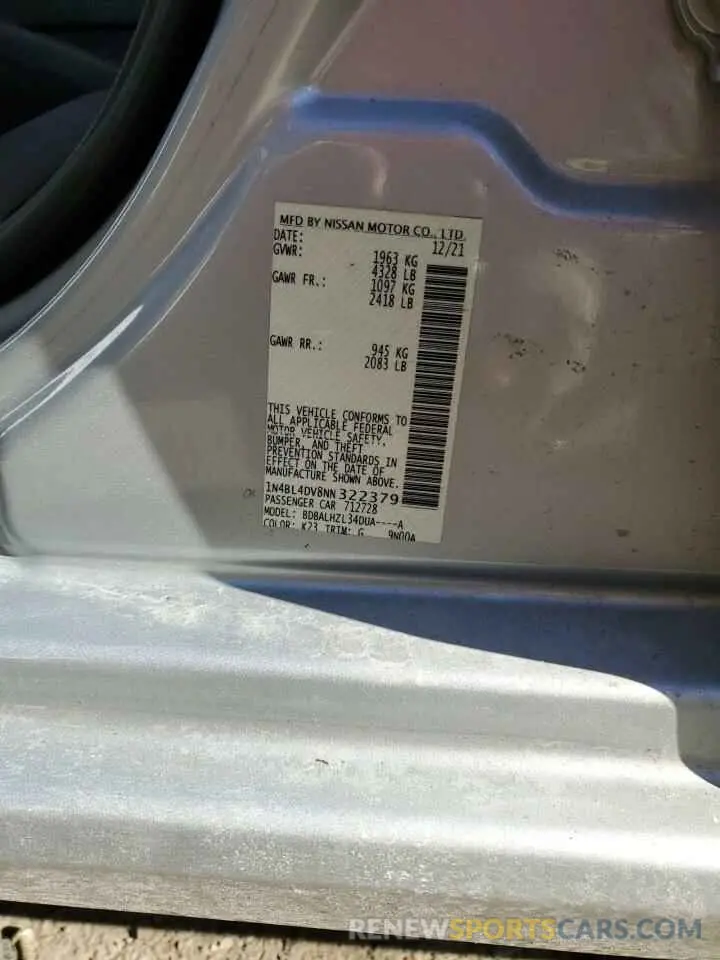 MFD BY NISSAN MOTOR CO., LTD.
DATE: 12/21
GVWR: 1963 KG
4328 LB
GAWR FR.: 1097 KG
2418 LB
GAWR RR.: 945 KG
2083 LB
THIS VEHICLE CONFORMS TO
ALL APPLICABLE FEDERAL
MOTOR VEHICLE SAFETY,
BUMPER, AND THEFT
PREVENTION STANDARDS IN
EFFECT ON THE DATE OF
MANUFACTURE SHOWN ABOVE.
1N4BL4DV8NN322379
PASSENGER CAR 712728
MODEL: BDBALHZL34DUA----A
COLOR: K23 TRIM: G 9N00A
RENEWSPORTSCARS.COM